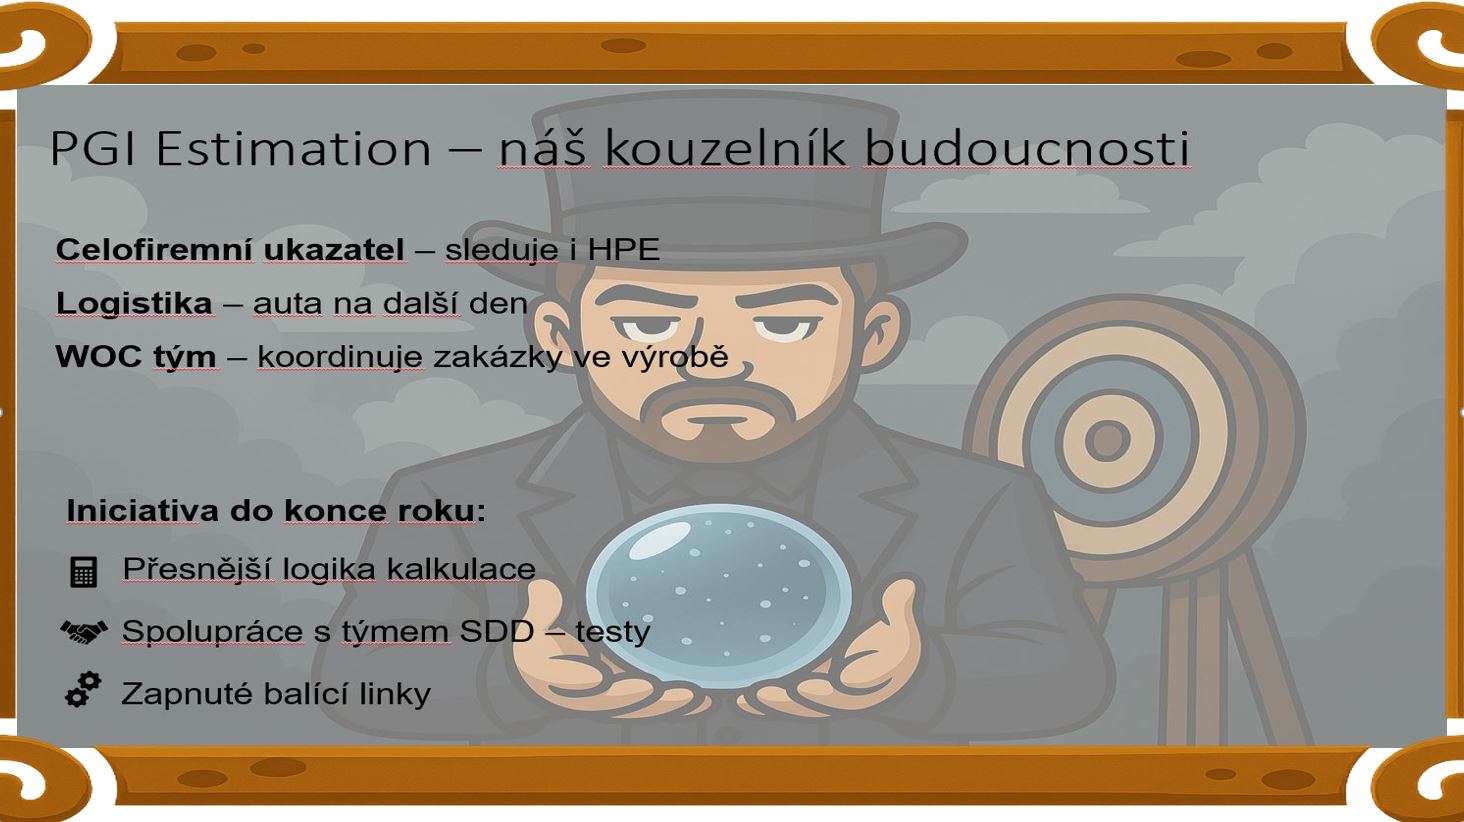 PGI Estimation – náš kouzelník budoucnosti
Celofiremní ukazatel – sleduje i HPE
Logistika – auta na další den
WOC tým – koordinuje zakázky ve výrobě
Iniciativa do konce roku:
Přesnější logika kalkulace
Spolupráce s týmem SDD – testy
Zapnuté balící linky